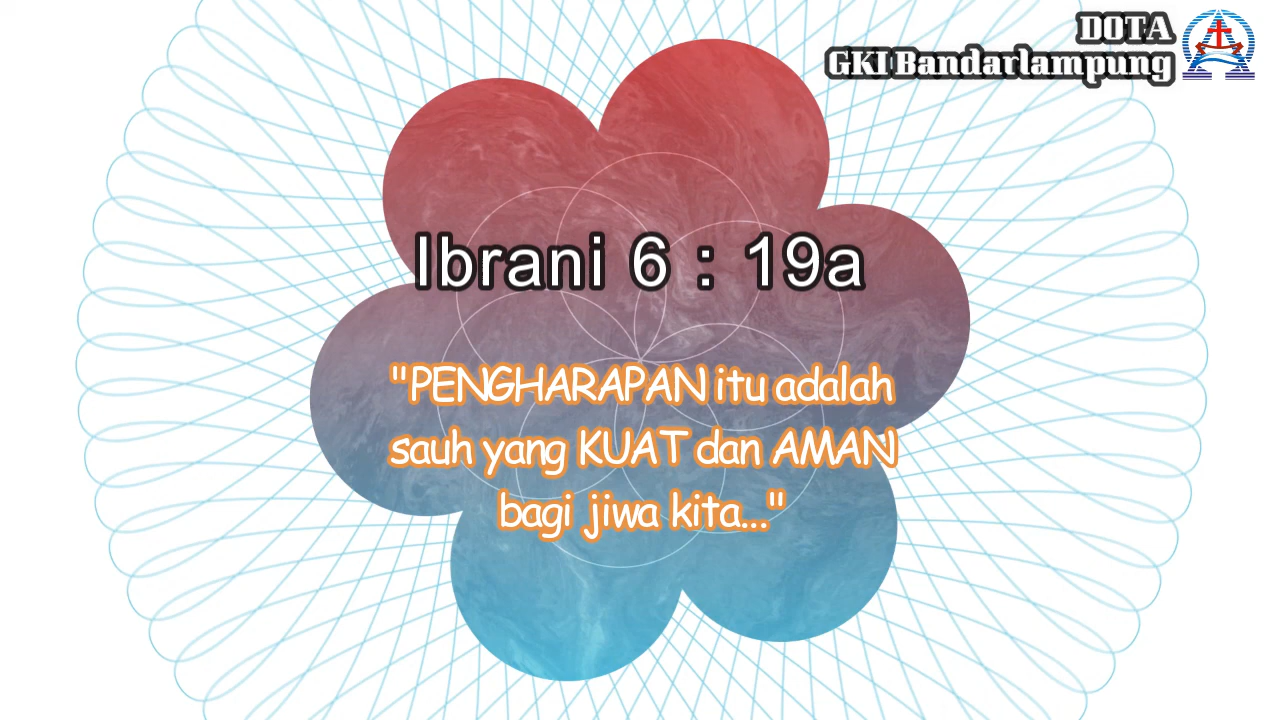 DOTA
GKI Bandarlampung
Ibrani 6 : 19a
"PENGHARAPAN itu adalah
sauh yang KUAT dan AMAN
bagi jiwa kita..."